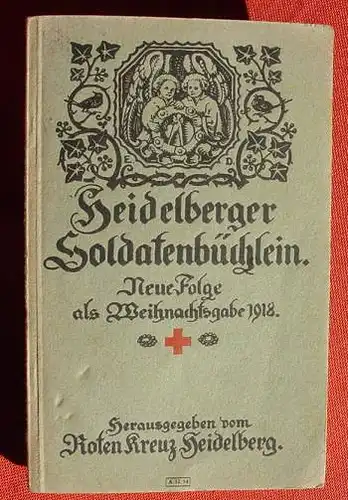 E. D.
Heidelberger
Soldatenbüchlein.
Neue Folge
als Weihnachtsgabe 1918.
Herausgegeben vom
Roten Kreuz Heidelberg.